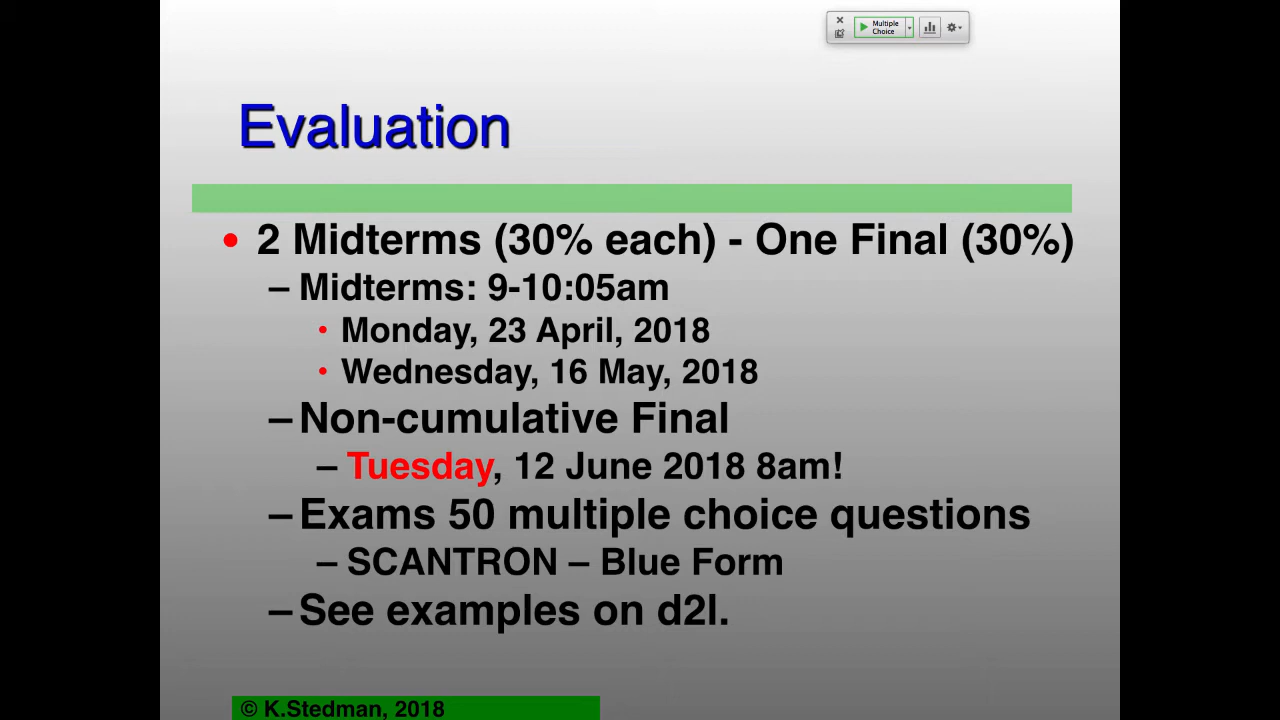 Multiple
Choice
Evaluation
• 2 Midterms (30% each) - One Final (30%)
– Midterms: 9-10:05am
• Monday, 23 April, 2018
• Wednesday, 16 May, 2018
– Non-cumulative Final
– Tuesday, 12 June 2018 8am!
– Exams 50 multiple choice questions
– SCANTRON – Blue Form
– See examples on d2l.
© K.Stedman, 2018